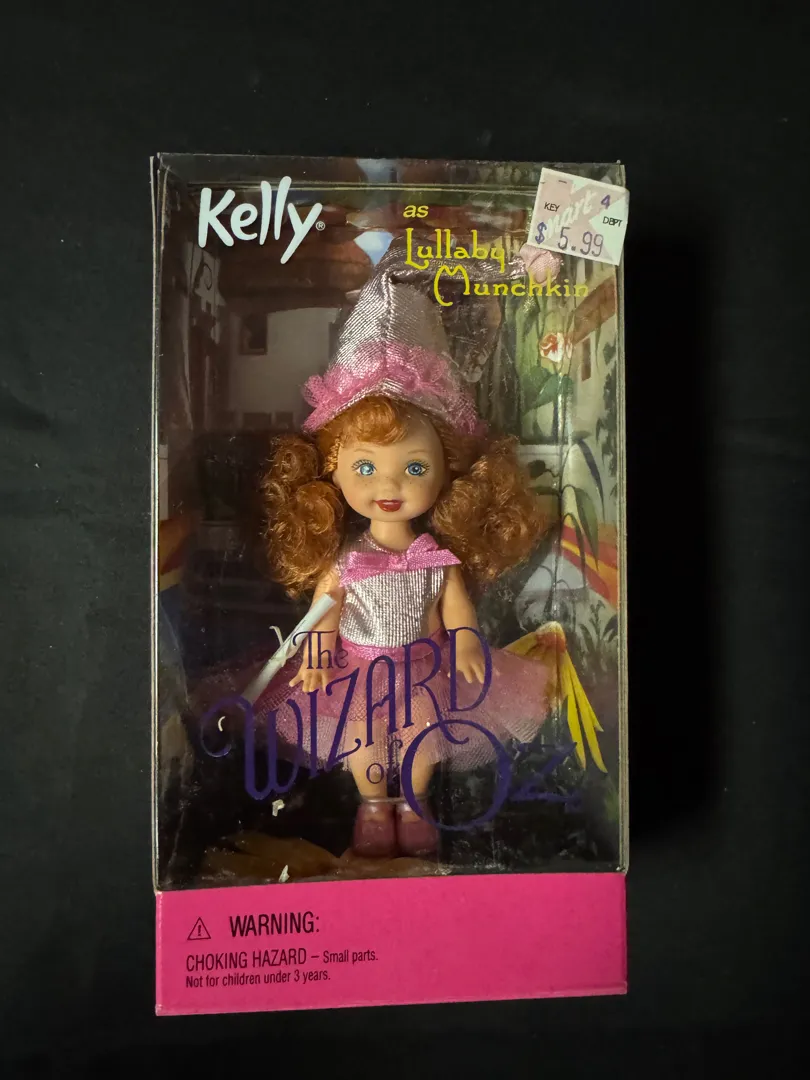 Kelly®
as
Lullaby
Munchkin
mart 4
KEY DEPT
$ 5.99
The
WIZARD
of OZ
WARNING:
CHOKING HAZARD – Small parts.
Not for children under 3 years.